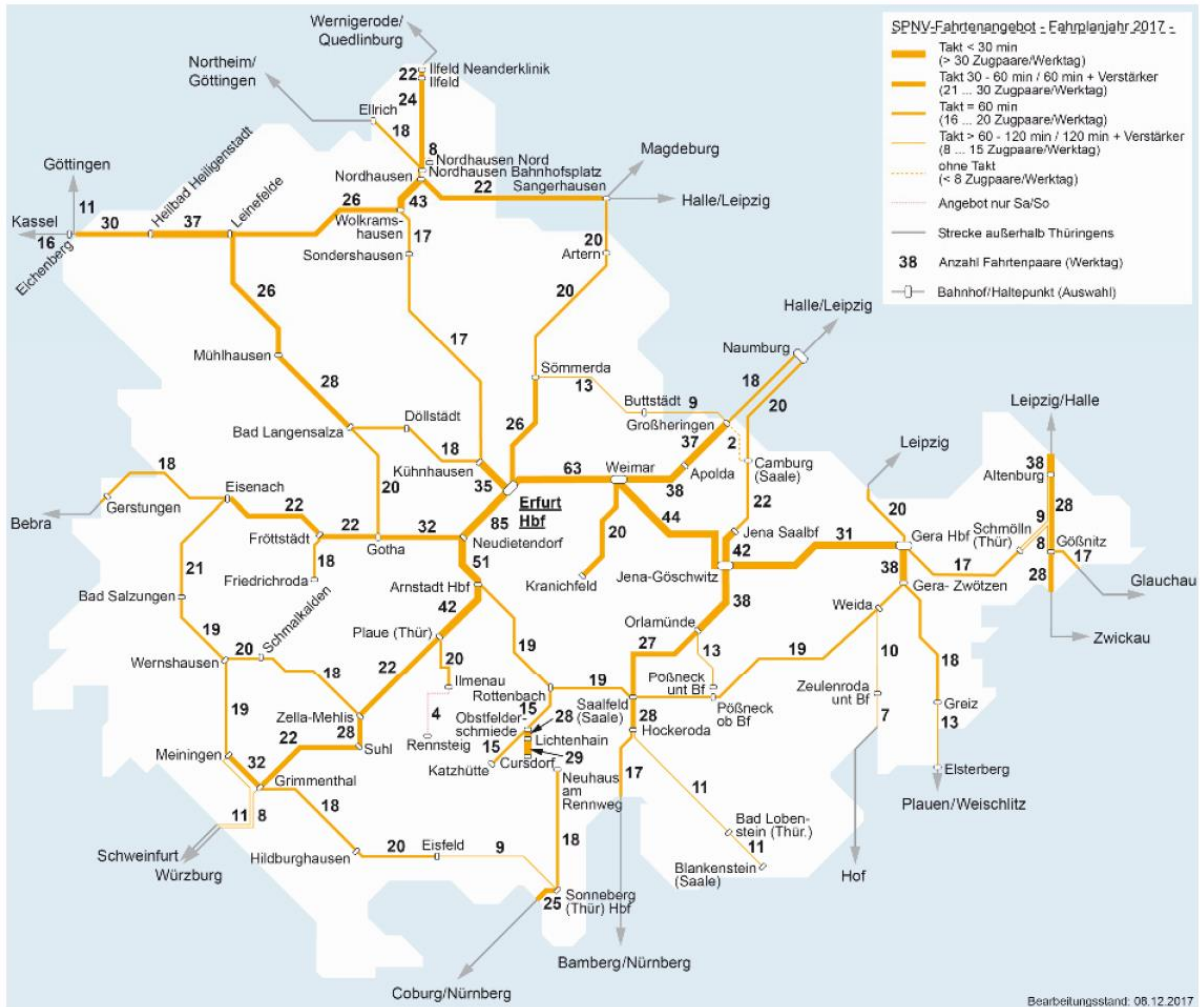 Wernigerode/
Quedlinburg
Northeim/
Göttingen
22
Ilfeld Neanderklinik
Ilfeld
24
Ellrich
18
8
Nordhausen Nord
Nordhausen Bahnhofsplatz
Nordhausen
22
Sangerhausen
Magdeburg
Halle/Leipzig
Göttingen
Heilbad Heiligenstadt
Leinefelde
11
Kassel
16
Eichenberg
30
37
26
43
Wolkrams-
hausen
17
Sondershausen
20
Artern
26
17
20
Halle/Leipzig
Naumburg
Mühlhausen
Sömmerda
13
Buttstädt
9
18
20
28
Döllstädt
Großheringen
Bad Langensalza
18
26
37
2
Camburg
(Saale)
Kühnhausen
35
63
Weimar
38
Apolda
20
Erfurt
Hbf
44
22
Leipzig
Leipzig/Halle
38
Altenburg
28
9
Schmölln
(Thür)
8
Gößnitz
17
28
Glauchau
Zwickau
18
Gerstungen
Bebra
Eisenach
22
Fröttstädt
22
Gotha
32
Neudietendorf
85
51
20
Kranichfeld
Jena Saalbf
42
Jena-Göschwitz
31
20
Gera Hbf
38
17
Gera- Zwötzen
18
Friedrichroda
21
Bad Salzungen
Arnstadt Hbf
42
38
Weida
19
Wernshausen
20
Schmalkalden
18
Plaue (Thür)
22
20
Ilmenau
19
Orlamünde
13
27
Poßneck
unt Bf
19
10
18
Zeulenroda
unt Bf
Greiz
7
13
Elsterberg
Plauen/Weischlitz
Hof
Rottenbach
19
Saalfeld
(Saale)
Pößneck
ob Bf
4
Rennsteig
15
Obstfelder-
schmiede
28
Lichtenhain
15
Katzhütte
Cursdorf
29
28
Hockeroda
Neuhaus
am
Rennweg
17
11
Bad Loben-
stein (Thür.)
11
Blankenstein
(Saale)
Zella-Mehlis
28
Suhl
22
19
Meiningen
32
Grimmenthal
11
8
Schweinfurt
Würzburg
18
Hildburghausen
20
Eisfeld
9
18
25
Sonneberg
(Thür) Hbf
Bamberg/Nürnberg
Coburg/Nürnberg
SPNV-Fahrtenangebot - Fahrplanjahr 2017 -
Takt < 30 min
(> 30 Zugpaare/Werktag)
Takt 30 - 60 min / 60 min + Verstärker
(21 ... 30 Zugpaare/Werktag)
Takt = 60 min
(16 ... 20 Zugpaare/Werktag)
Takt > 60 - 120 min / 120 min + Verstärker
(8 ... 15 Zugpaare/Werktag)
ohne Takt
(< 8 Zugpaare/Werktag)
Angebot nur Sa/So
Strecke außerhalb Thüringens
38 Anzahl Fahrtenpaare (Werktag)
Bahnhof/Haltepunkt (Auswahl)
Bearbeitungsstand: 08.12.2017